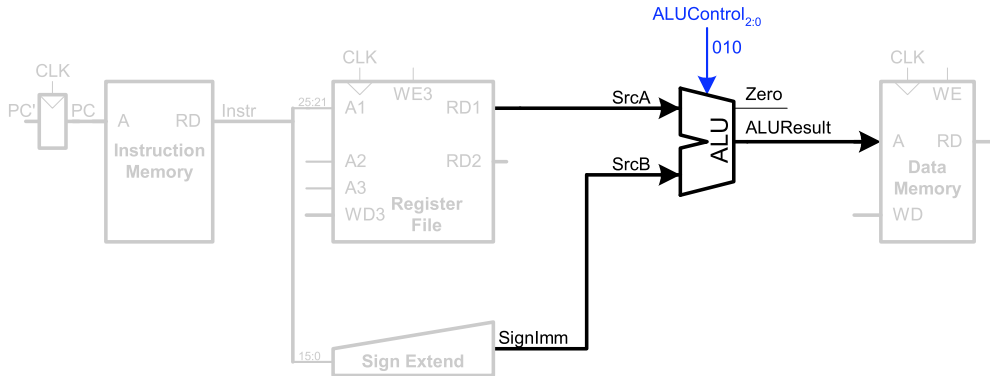 ALUControl2:0
010
CLK
CLK
CLK
PC'
PC
A
RD
Instr
Instruction
Memory
25:21
A1
WE3
RD1
A2
RD2
A3
WD3
Register
File
SrcA
SrcB
ALU
Zero
ALUResult
WE
A
RD
Data
Memory
WD
15:0
Sign Extend
SignImm